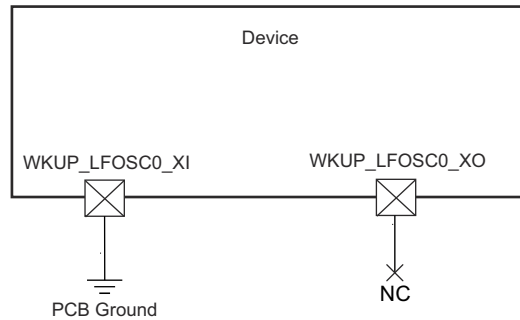 Device
WKUP_LFOSC0_XI
WKUP_LFOSC0_XO
PCB Ground
NC